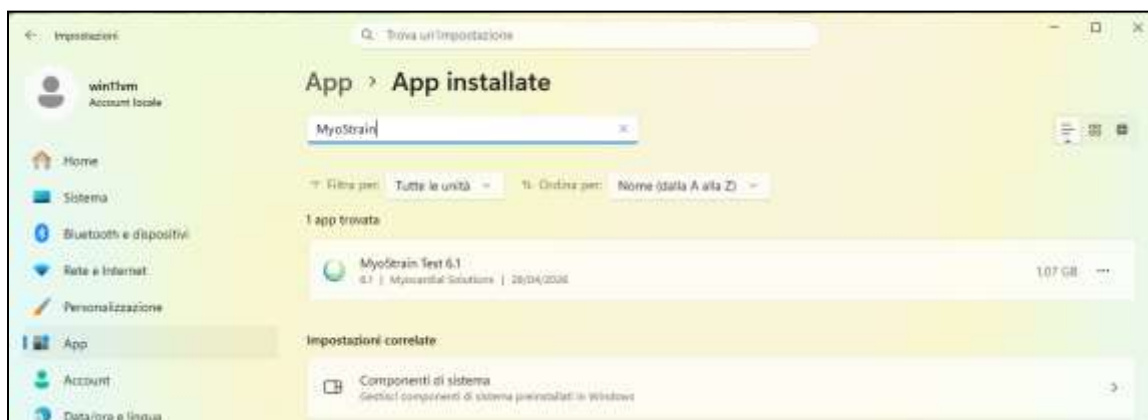 Impostazioni
Trova un'impostazione
win11vm
Account locale
Home
Sistema
Bluetooth e dispositivi
Rete e Internet
Personalizzazione
App
Account
Data/ora e lingua
App > App installate
MyoStrain
Filtra per: Tutte le unità
Ordina per: Nome (dalla A alla Z)
1 app trovata
MyoStrain Test 6.1
6.1 | Myocardial Solutions | 28/04/2026
1.07 GB
Impostazioni correlate
Componenti di sistema
Gestisci componenti di sistema preinstallati in Windows